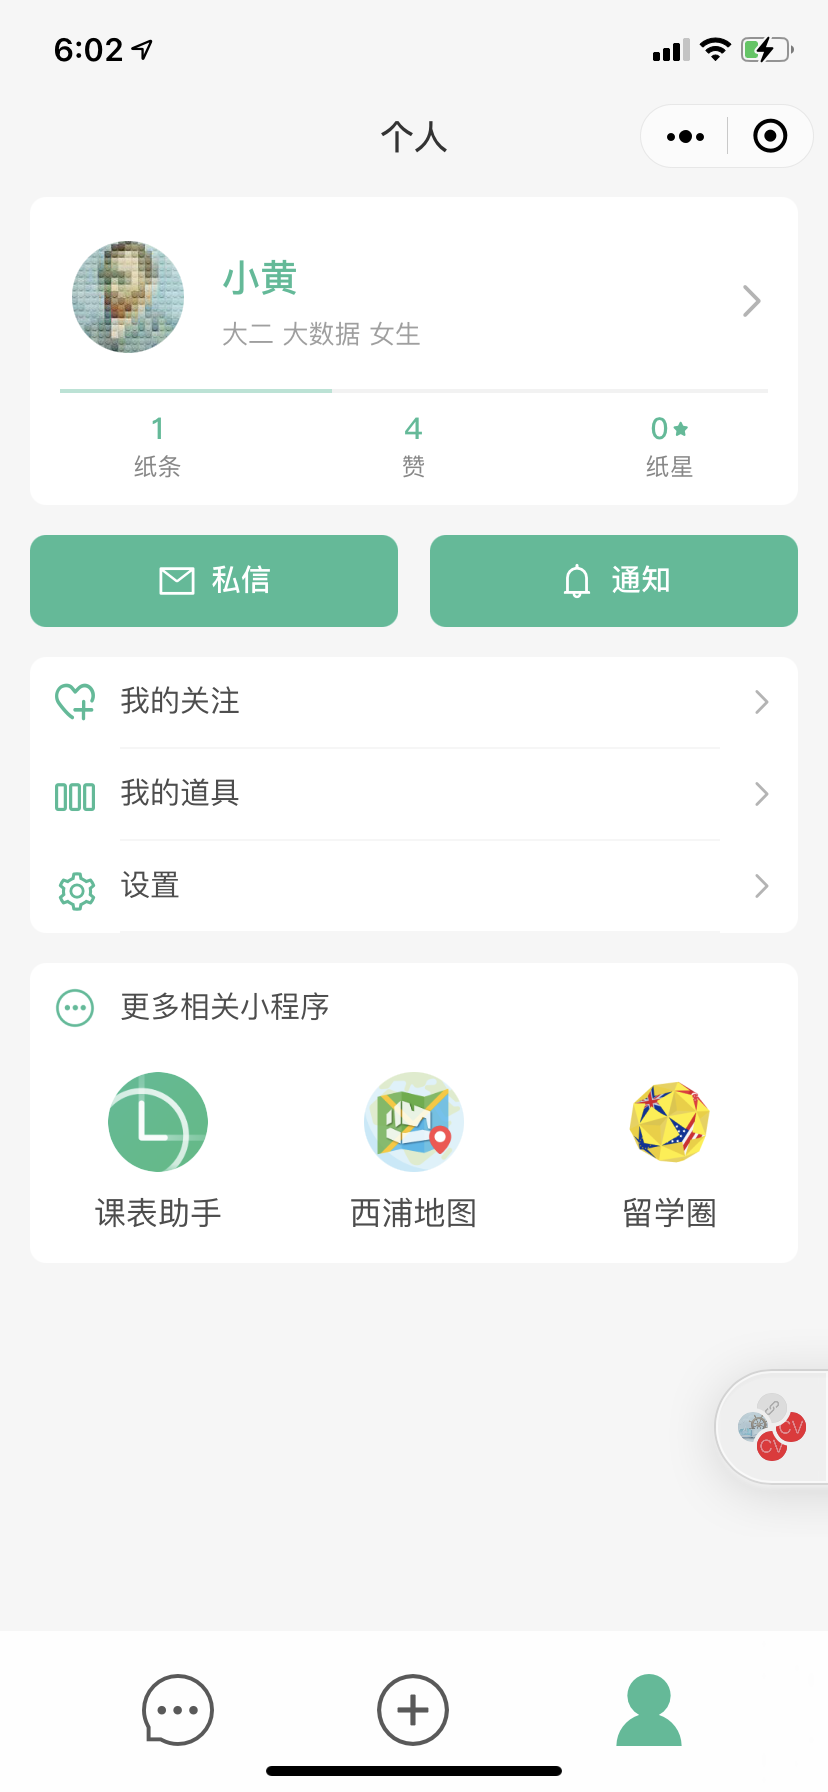 6:02
个人
小黄
大二 大数据 女生
1
纸条
4
赞
0
纸星
私信
通知
我的关注
我的道具
设置
更多相关小程序
课表助手
西浦地图
留学圈
CV
CV